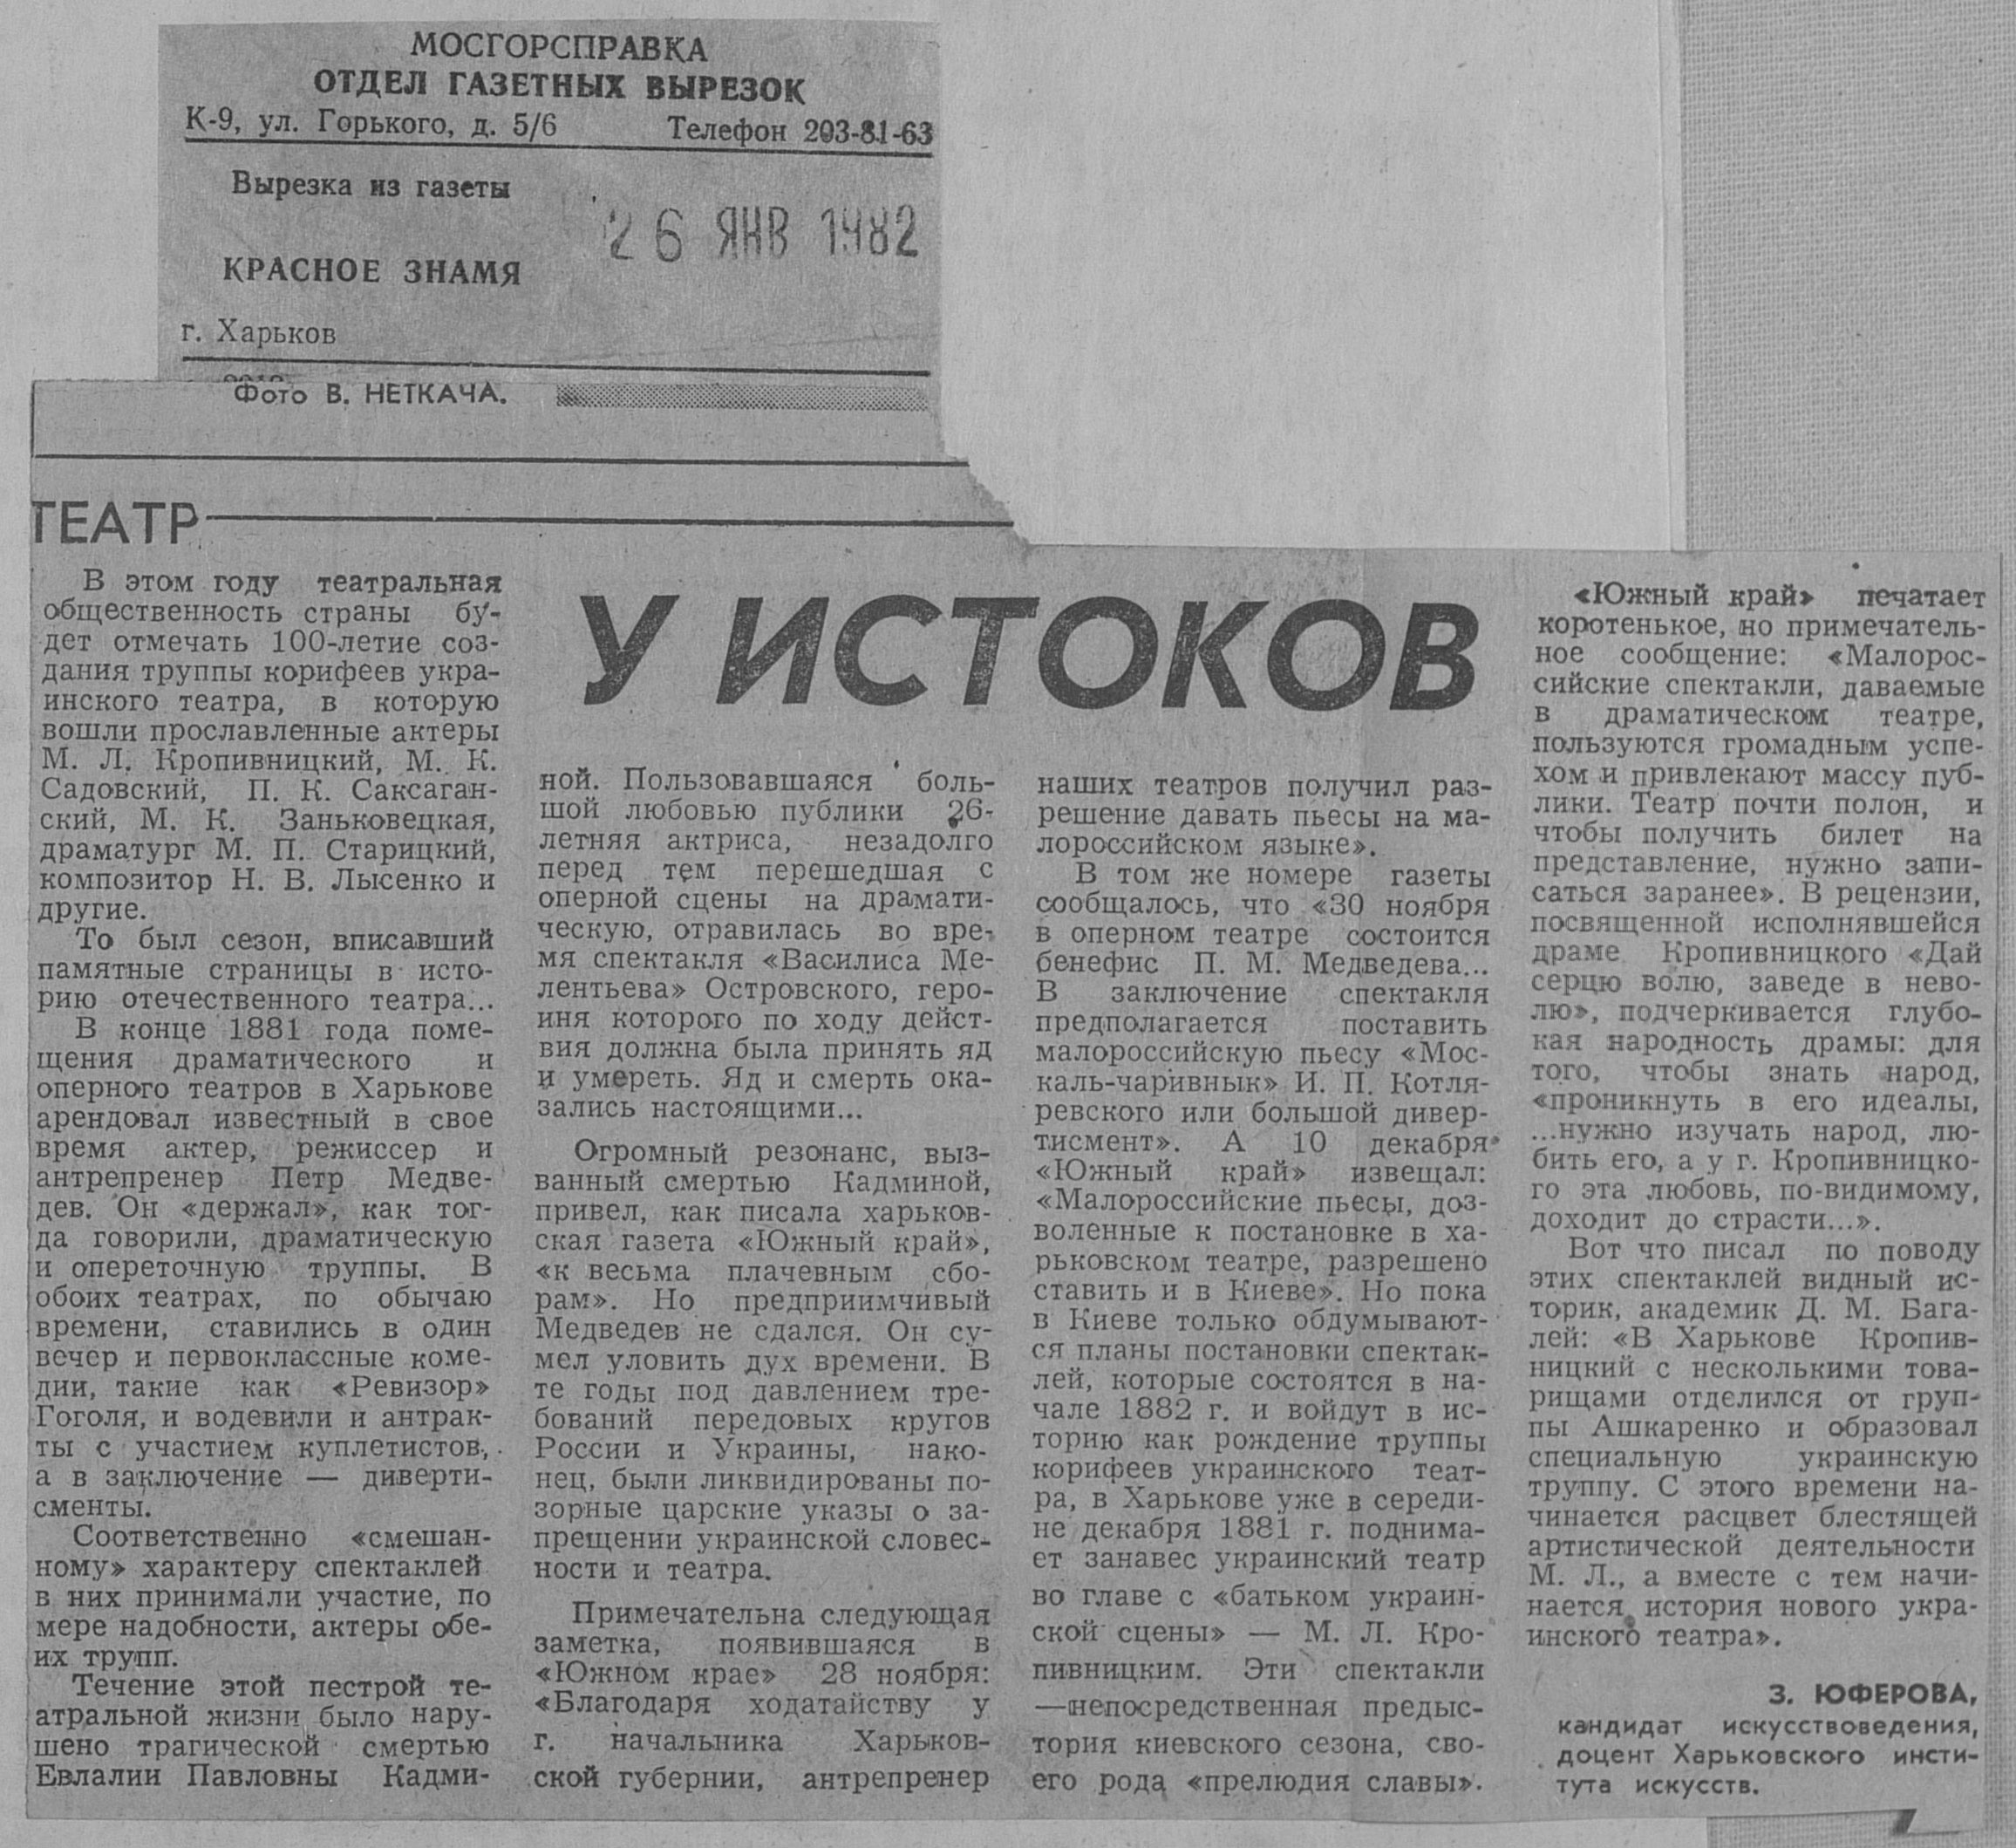 МОСГОРСПРАВКА
ОТДЕЛ ГАЗЕТНЫХ ВЫРЕЗОК
К-9, ул. Горького, д. 5/6 Телефон 203-81-63
Вырезка из газеты
26 ЯНВ 1982
КРАСНОЕ ЗНАМЯ
г. Харьков
Фото В. НЕТКАЧА.
ТЕАТР
У ИСТОКОВ
В этом году театральная
общественность страны бу-
дет отмечать 100-летие соз-
дания труппы корифеев укра-
инского театра, в которую
вошли прославленные актеры
М. Л. Кропивницкий, М. К.
Садовский, П. К. Саксаган-
ский, М. К. Заньковецкая,
драматург М. П. Старицкий,
композитор Н. В. Лысенко и
другие.
То был сезон, вписавший
памятные страницы в исто-
рию отечественного театра...
В конце 1881 года поме-
щения драматического и
оперного театров в Харькове
арендовал известный в свое
время актер, режиссер и
антрепренер Петр Медве-
дев. Он «держал», как тог-
да говорили, драматическую
и опереточную труппы. В
обоих театрах, по обычаю
времени, ставились в один
вечер и первоклассные коме-
дии, такие как «Ревизор»
Гоголя, и водевили и антрак-
ты с участием куплетистов,
а в заключение — диверти-
сменты.
Соответственно «смешан-
ному» характеру спектаклей
в них принимали участие, по
мере надобности, актеры обе-
их трупп.
Течение этой пестрой те-
атральной жизни было нару-
шено трагической смертью
Евлалии Павловны Кадми-
ной. Пользовавшаяся боль-
шой любовью публики 26-
летняя актриса, незадолго
перед тем перешедшая с
оперной сцены на драмати-
ческую, отравилась во вре-
мя спектакля «Василиса Ме-
лентьева» Островского, геро-
иня которого по ходу дейст-
вия должна была принять яд
и умереть. Яд и смерть ока-
зались настоящими...
Огромный резонанс, выз-
ванный смертью Кадминой,
привел, как писала харьков-
ская газета «Южный край»,
«к весьма плачевным сбо-
рам». Но предприимчивый
Медведев не сдался. Он су-
мел уловить дух времени. В
те годы под давлением тре-
бований передовых кругов
России и Украины, нако-
нец, были ликвидированы по-
зорные царские указы о за-
прещении украинской словес-
ности и театра.
Примечательна следующая
заметка, появившаяся в
«Южном крае» 28 ноября:
«Благодаря ходатайству у
г. начальника Харьков-
ской губернии, антрепренер
наших театров получил раз-
решение давать пьесы на ма-
лороссийском языке».
В том же номере газеты
сообщалось, что «30 ноября
в оперном театре состоится
бенефис П. М. Медведева...
В заключение спектакля
предполагается поставить
малороссийскую пьесу «Мос-
каль-чаривнык» И. П. Котля-
ревского или большой дивер-
тисмент». А 10 декабря
«Южный край» извещал:
«Малороссийские пьесы, доз-
воленные к постановке в ха-
рьковском театре, разрешено
ставить и в Киеве». Но пока
в Киеве только обдумывают-
ся планы постановки спектак-
лей, которые состоятся в на-
чале 1882 г. и войдут в ис-
торию как рождение труппы
корифеев украинского теат-
ра, в Харькове уже в середи-
не декабря 1881 г. поднима-
ет занавес украинский театр
во главе с «батьком украин-
ской сцены» — М. Л. Кро-
пивницким. Эти спектакли
—непосредственная предыс-
тория киевского сезона, сво-
его рода «прелюдия славы».
«Южный край» печатает
коротенькое, но примечатель-
ное сообщение: «Малорос-
сийские спектакли, даваемые
в драматическом театре,
пользуются громадным успе-
хом и привлекают массу пуб-
лики. Театр почти полон, и
чтобы получить билет на
представление, нужно запи-
саться заранее». В рецензии,
посвященной исполнявшейся
драме Кропивницкого «Дай
серцю волю, заведе в нево-
лю», подчеркивается глубо-
кая народность драмы: для
того, чтобы знать народ,
«проникнуть в его идеалы,
...нужно изучать народ, лю-
бить его, а у г. Кропивницко-
го эта любовь, по-видимому,
доходит до страсти...».
Вот что писал по поводу
этих спектаклей видный ис-
торик, академик Д. М. Бага-
лей: «В Харькове Кропив-
ницкий с несколькими това-
рищами отделился от груп-
пы Ашкаренко и образовал
специальную украинскую
труппу. С этого времени на-
чинается расцвет блестящей
артистической деятельности
М. Л., а вместе с тем начи-
нается история нового укра-
инского театра».
З. ЮФЕРОВА,
кандидат искусствоведения,
доцент Харьковского инсти-
тута искусств.